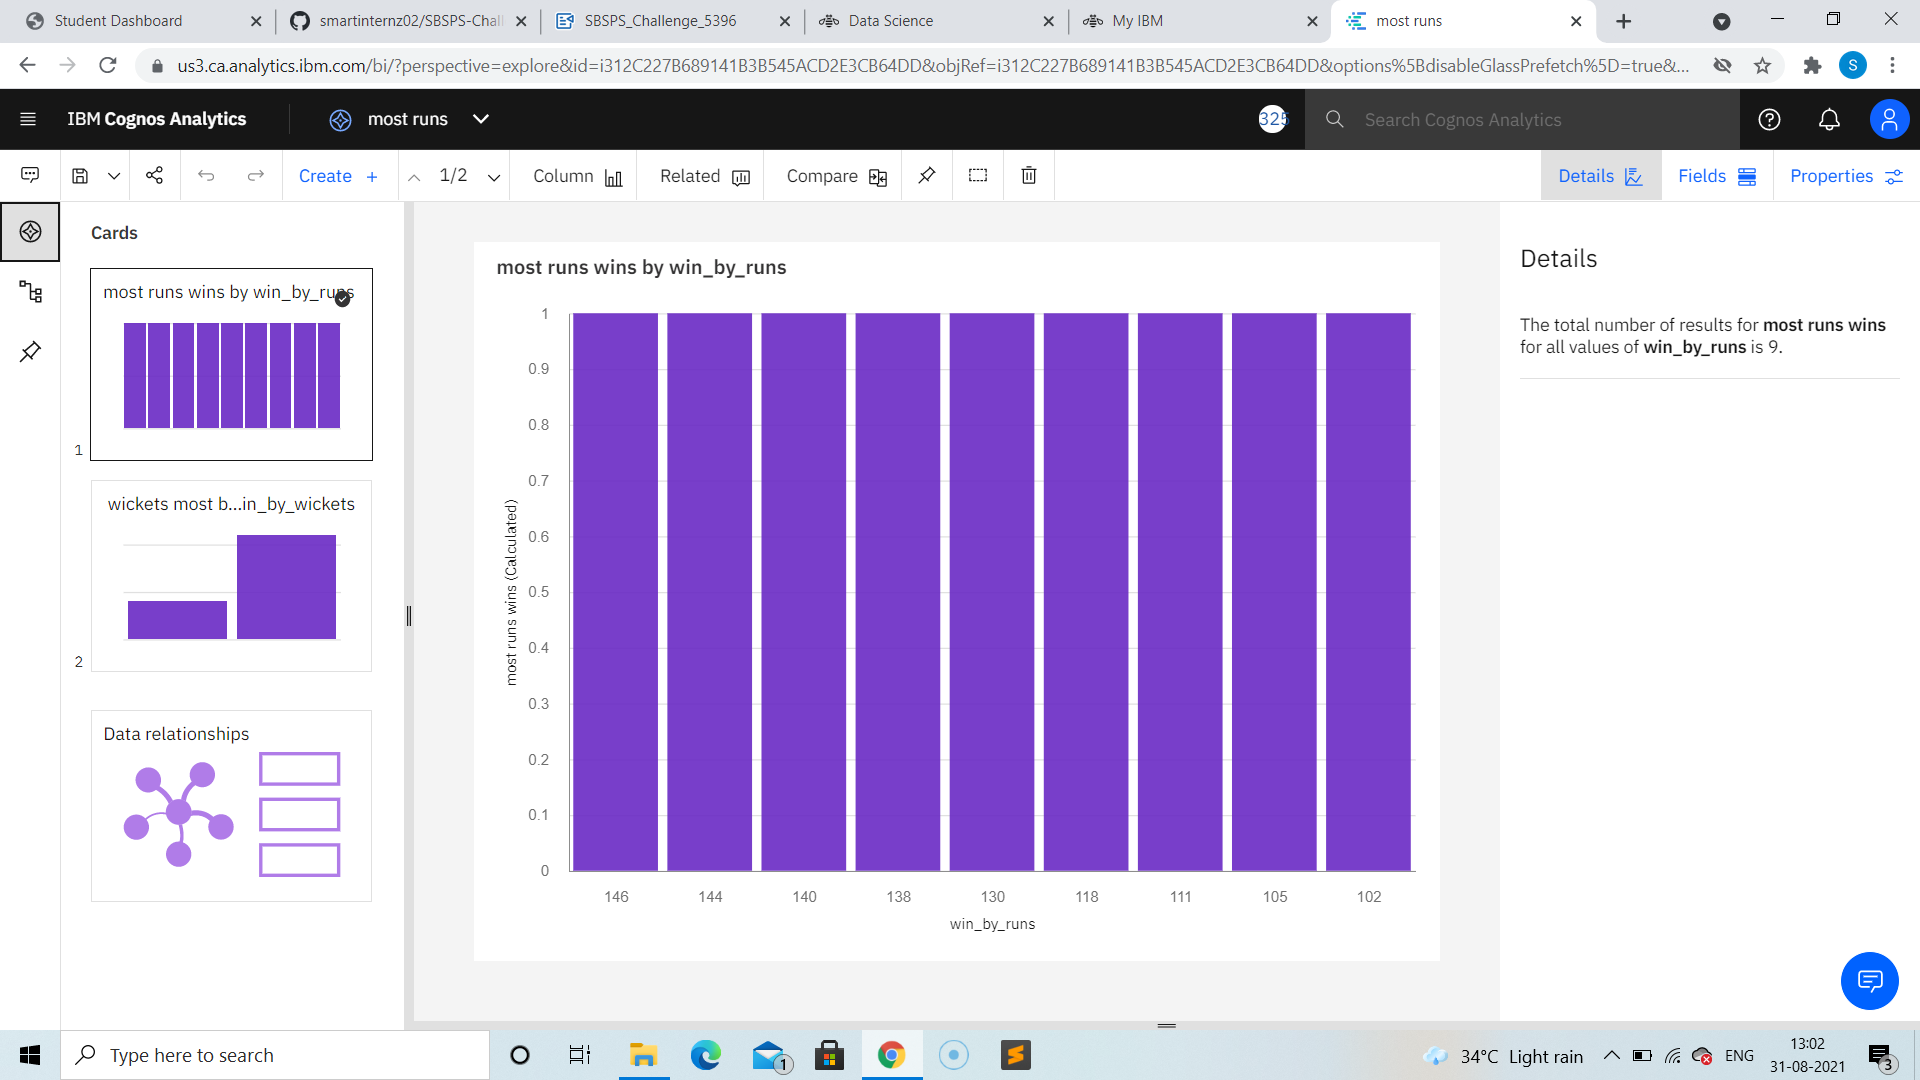 Student Dashboard
smartinternz02/SBSPS-Chall
SBSPS_Challenge_5396
Data Science
My IBM
most runs
us3.ca.analytics.ibm.com/bi/?perspective=explore&id=i312C227B689141B3B545ACD2E3CB64DD&objRef=i312C227B689141B3B545ACD2E3CB64DD&options%5BdisableGlassPrefetch%5D=true&...
S
IBM Cognos Analytics
most runs
325
Search Cognos Analytics
Create +
1/2
Column
Related
Compare
Details
Fields
Properties
Cards
most runs wins by win_by_runs
1
wickets most b...in_by_wickets
2
Data relationships
most runs wins by win_by_runs
most runs wins (Calculated)
1
0.9
0.8
0.7
0.6
0.5
0.4
0.3
0.2
0.1
0
146 144 140 138 130 118 111 105 102
win_by_runs
Details
The total number of results for most runs wins
for all values of win_by_runs is 9.
Type here to search
1
34°C Light rain
ENG
13:02
31-08-2021
3